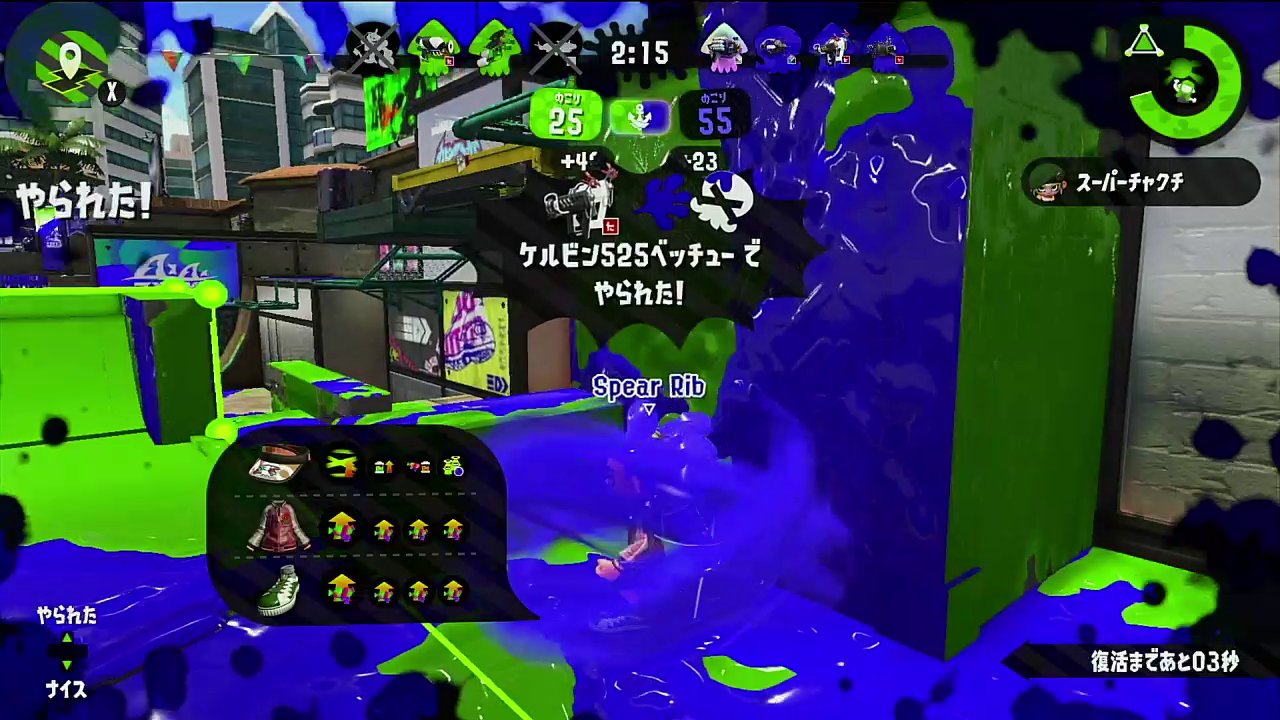 2:15
X
のこり
25
のこり
55
やられた!
スーパーチャクチ
た
ケルビン525ベッチュー で
やられた!
Spear Rib
やられた
ナイス
復活まであと03秒